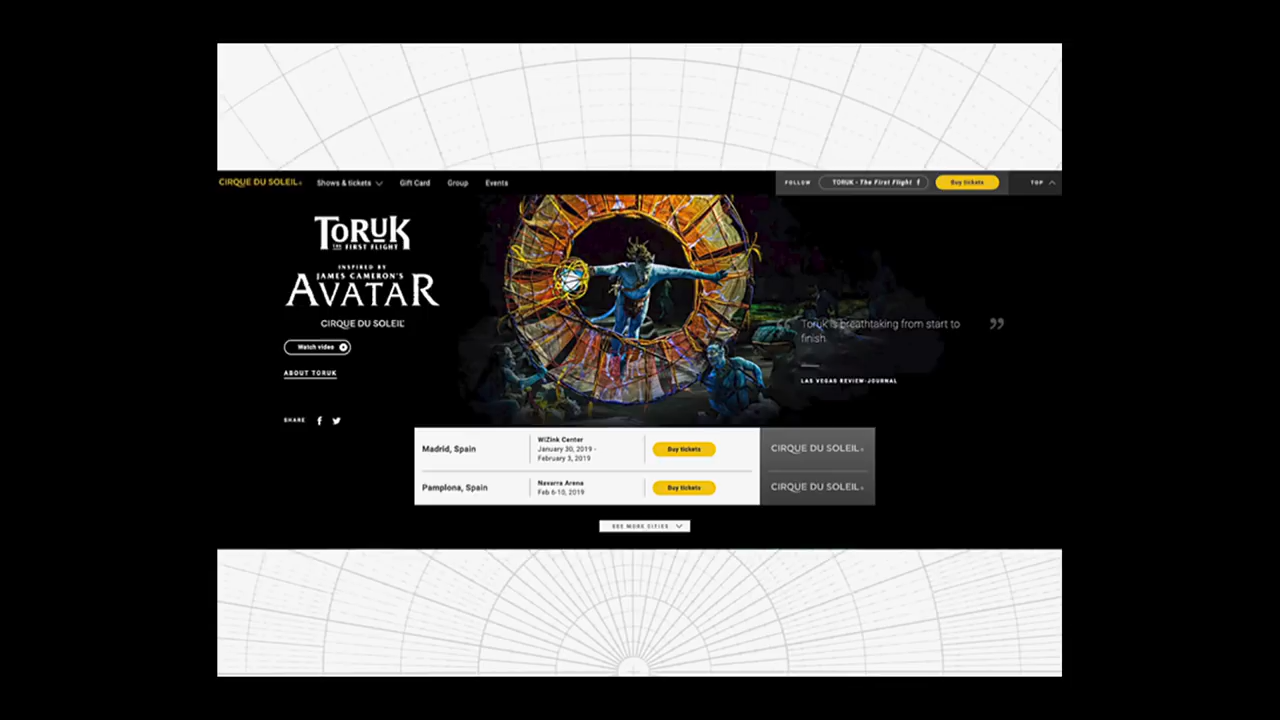 CIRQUE DU SOLEIL
Shows & tickets
Gift Card
Group
Events
FOLLOW
TORUK - The First Flight
Buy tickets
TOP
TORUK
THE FIRST FLIGHT
INSPIRED BY
JAMES CAMERON'S
AVATAR
CIRQUE DU SOLEIL
Watch video
ABOUT TORUK
SHARE
Toruk is breathtaking from start to
finish.
LAS VEGAS REVIEW-JOURNAL
Madrid, Spain
WiZink Center
January 30, 2019 -
February 3, 2019
Buy tickets
CIRQUE DU SOLEIL
Pamplona, Spain
Navarra Arena
Feb 6-10, 2019
Buy tickets
CIRQUE DU SOLEIL
SEE MORE CITIES